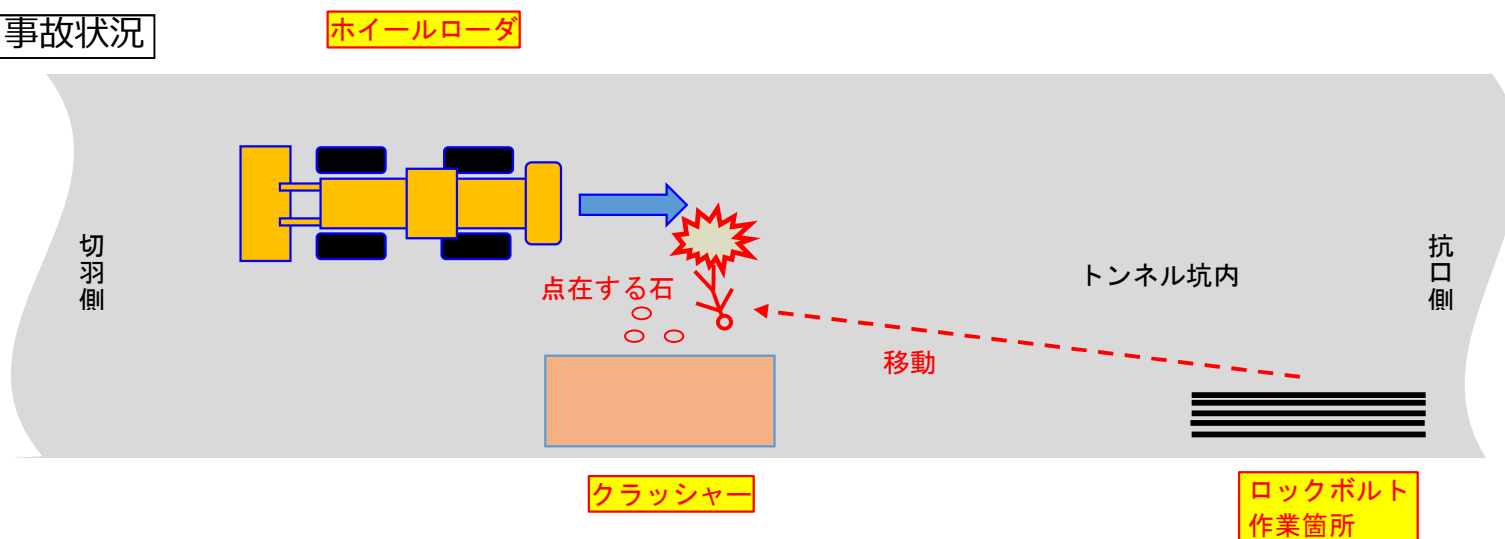 事故状況
ホイールローダ
切羽側
点在する石
トンネル坑内
抗口側
移動
クラッシャー
ロックボルト
作業箇所